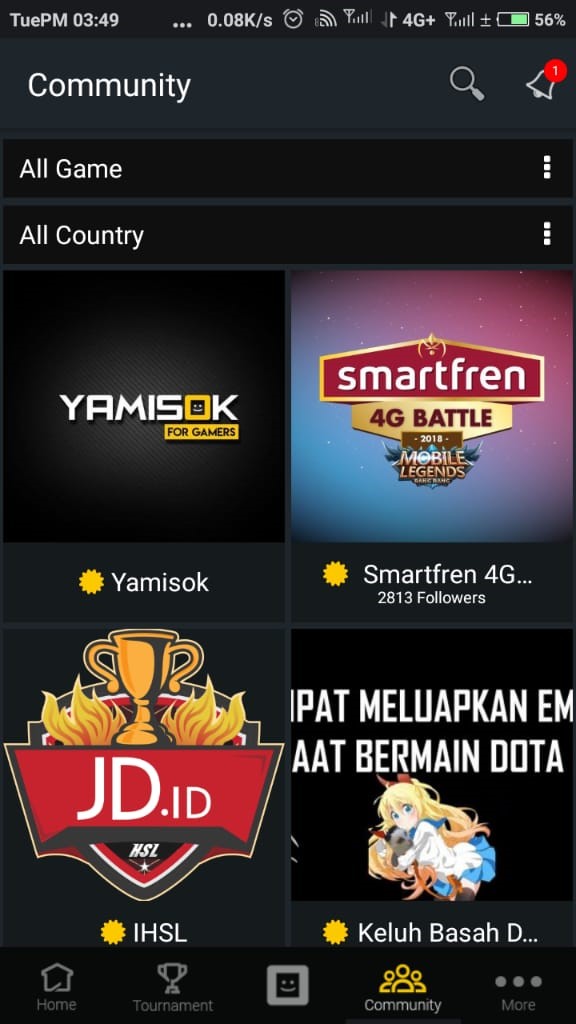 TuePM 03:49 ... 0.08K/s 4G+ 56%
Community
1
All Game
All Country
YAMISOK
FOR GAMERS
smartfren
4G BATTLE
- 2018 -
MOBILE
LEGENDS
BANG BANG
Yamisok
Smartfren 4G...
2813 Followers
JD.ID
HSL
IPAT MELUAPKAN EM
AAT BERMAIN DOTA
IHSL
Keluh Basah D...
Home
Tournament
Community
More